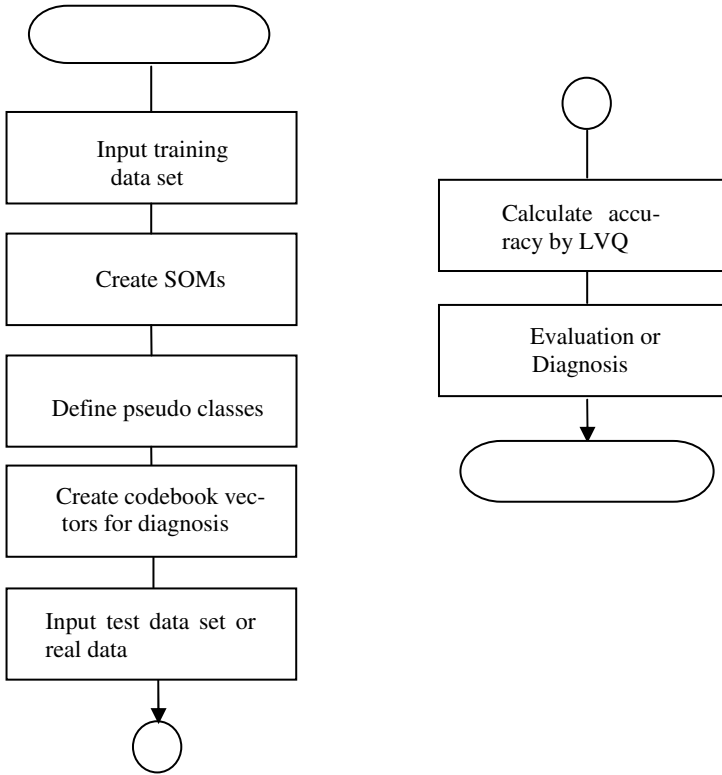 Input training
data set
Create SOMs
Define pseudo classes
Create codebook vec-
tors for diagnosis
Input test data set or
real data
Calculate accu-
racy by LVQ
Evaluation or
Diagnosis